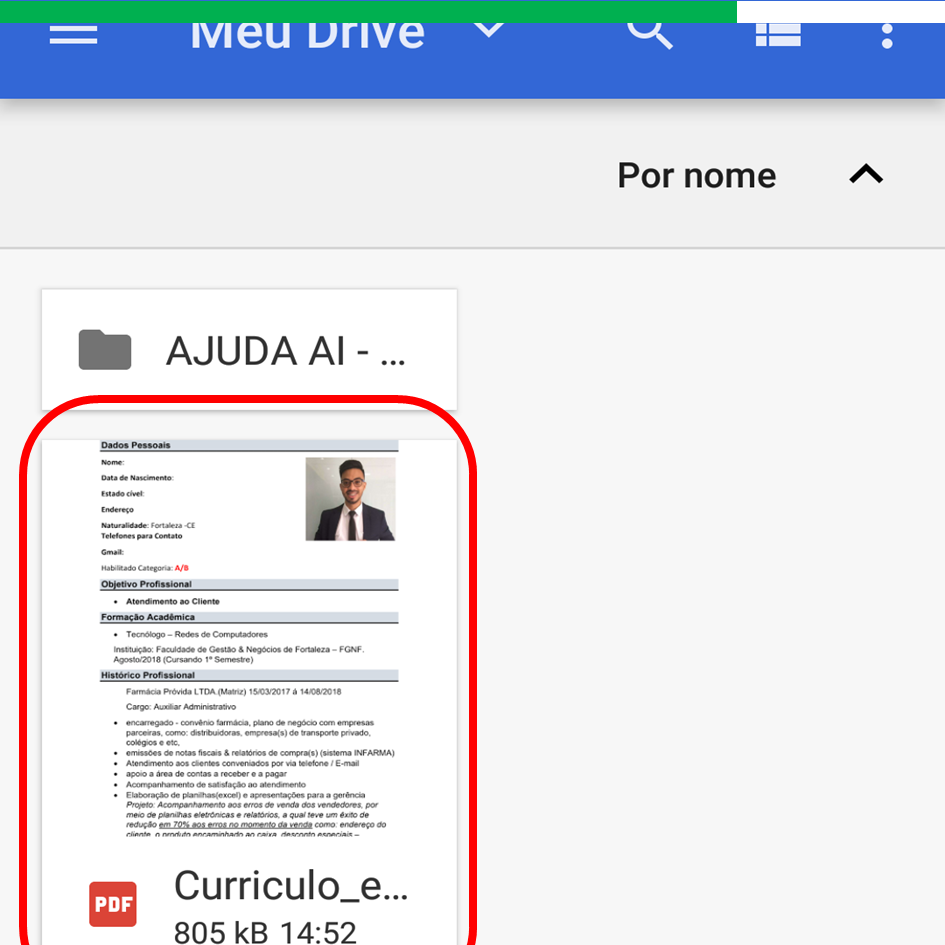 Meu Drive
Por nome
AJUDA AI - ...
Dados Pessoais
Nome:
Data de Nascimento:
Estado cível:
Endereço
Naturalidade: Fortaleza -CE
Telefones para Contato
Gmail:
Habilitado Categoria: A/B
Objetivo Profissional
• Atendimento ao Cliente
Formação Acadêmica
• Tecnólogo – Redes de Computadores
Instituição: Faculdade de Gestão & Negócios de Fortaleza – FGNF.
Agosto/2018 (Cursando 1ª Semestre)
Histórico Profissional
Farmácia Próvida LTDA.(Matriz) 15/03/2017 á 14/08/2018
Cargo: Auxiliar Administrativo
• encarregado - convênio farmácia, plano de negócio com empresas
parceiras, como: distribuidoras, empresa(s) de transporte privado,
colégios e etc,
• emissões de notas fiscais & relatórios de compra(s) (sistema INFARMA)
• Atendimento aos clientes conveniados por via telefone / E-mail
• apoio a área de contas a receber e a pagar
• Acompanhamento de satisfação ao atendimento
• Elaboração de planilhas(excel) e apresentações para a gerência
Projeto: Acompanhamento aos erros de venda dos vendedores, por
meio de planilhas eletrônicas e relatórios, a qual teve um êxito de
redução em 70% aos erros no momento da venda como: endereço do
cliente, o produto encaminhado ao caixa, desconto especiais –
PDF
Curriculo_e...
805 kB 14:52